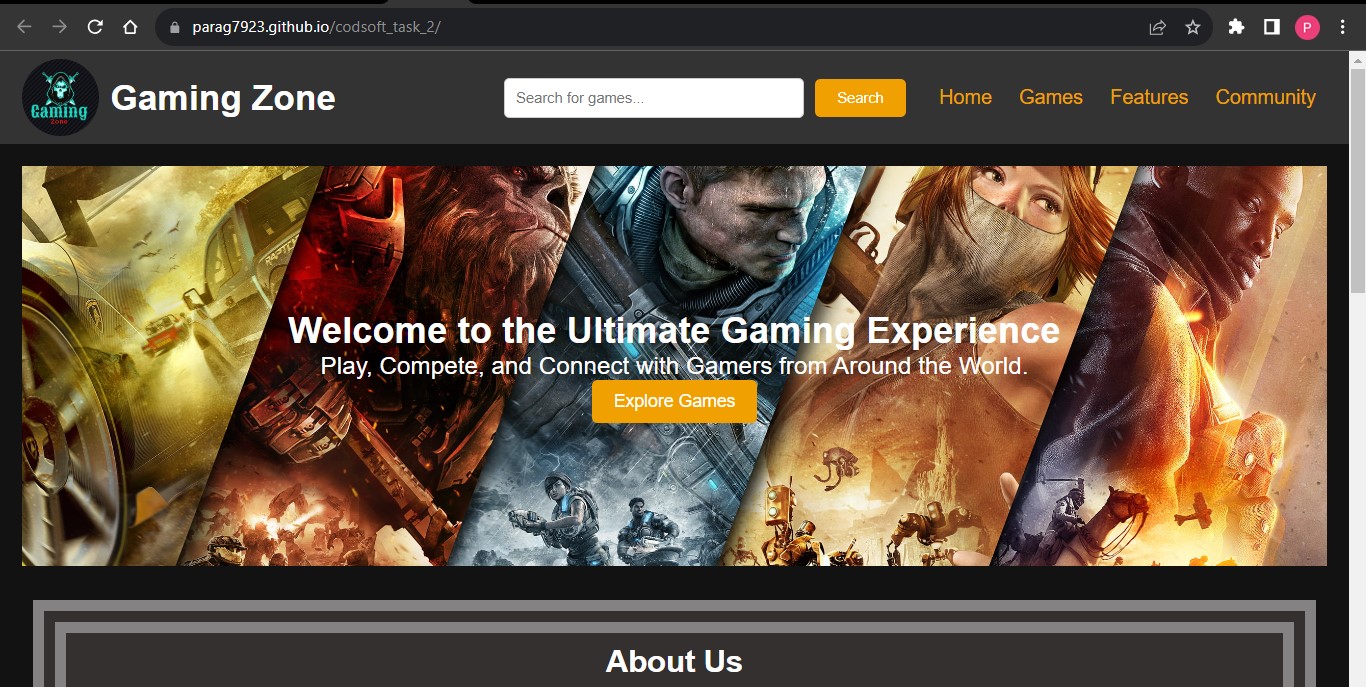 parag7923.github.io/codsoft_task_2/
P
Gaming
Zone
Gaming Zone
Search for games...
Search
Home
Games
Features
Community
RAPTOR
Welcome to the Ultimate Gaming Experience
Play, Compete, and Connect with Gamers from Around the World.
Explore Games
About Us